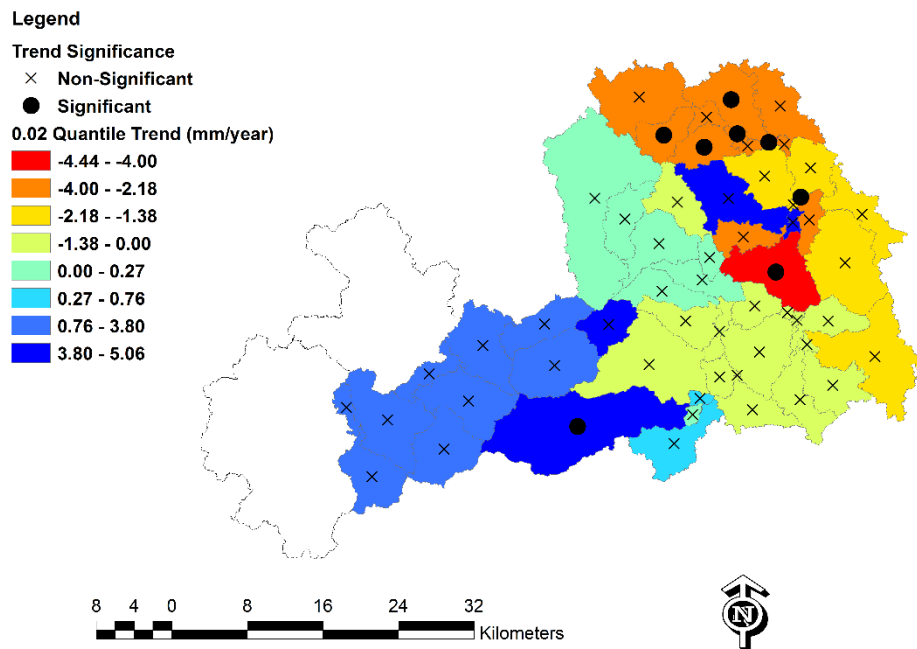 Legend
Trend Significance
Non-Significant
Significant
0.02 Quantile Trend (mm/year)
-4.44 - -4.00
-4.00 - -2.18
-2.18 - -1.38
-1.38 - 0.00
0.00 - 0.27
0.27 - 0.76
0.76 - 3.80
3.80 - 5.06
8 4 0 8 16 24 32
Kilometers
N